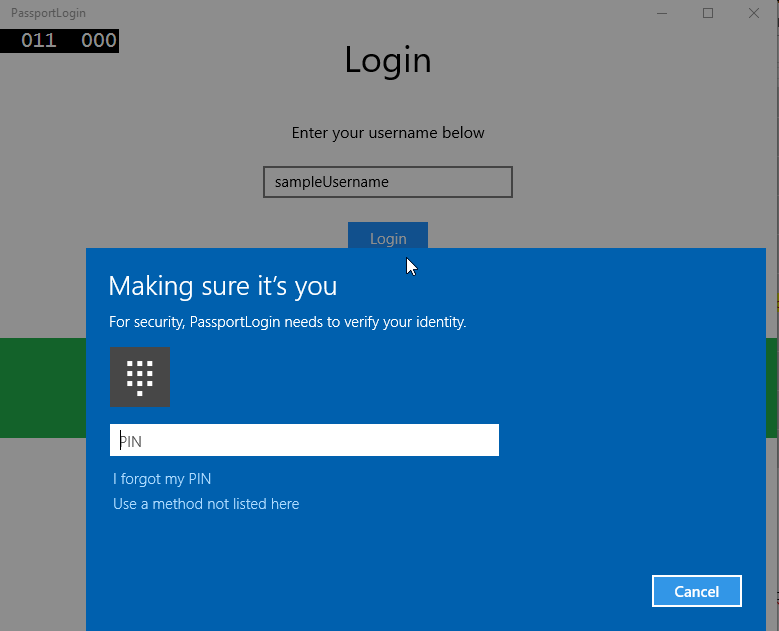 PassportLogin
011 000
Login
Enter your username below
sampleUsername
Login
Making sure it’s you
For security, PassportLogin needs to verify your identity.
PIN
I forgot my PIN
Use a method not listed here
Cancel